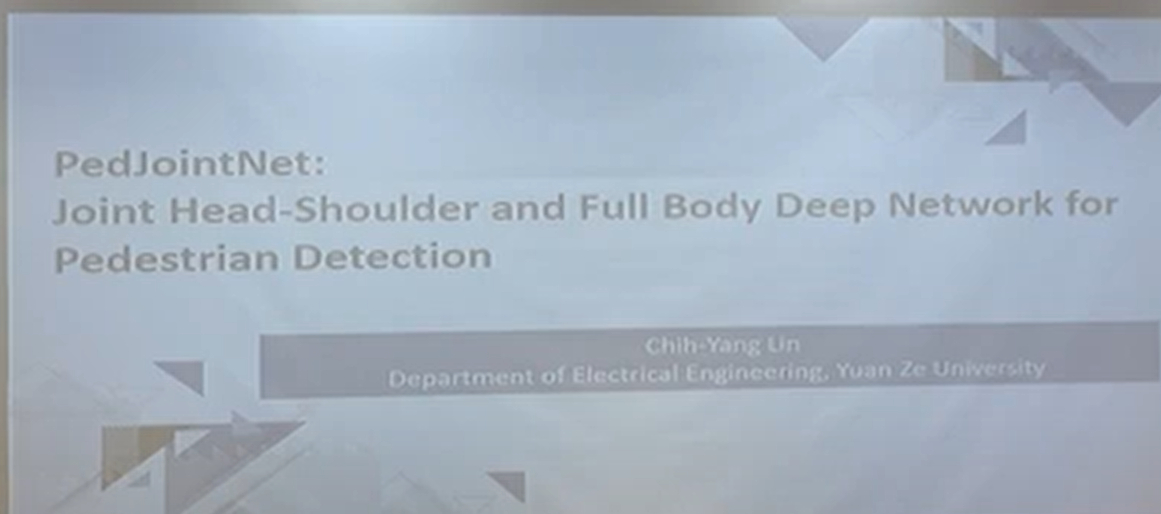 PedJointNet:
Joint Head-Shoulder and Full Body Deep Network for
Pedestrian Detection
Chih-Yang Lin
Department of Electrical Engineering, Yuan Ze University